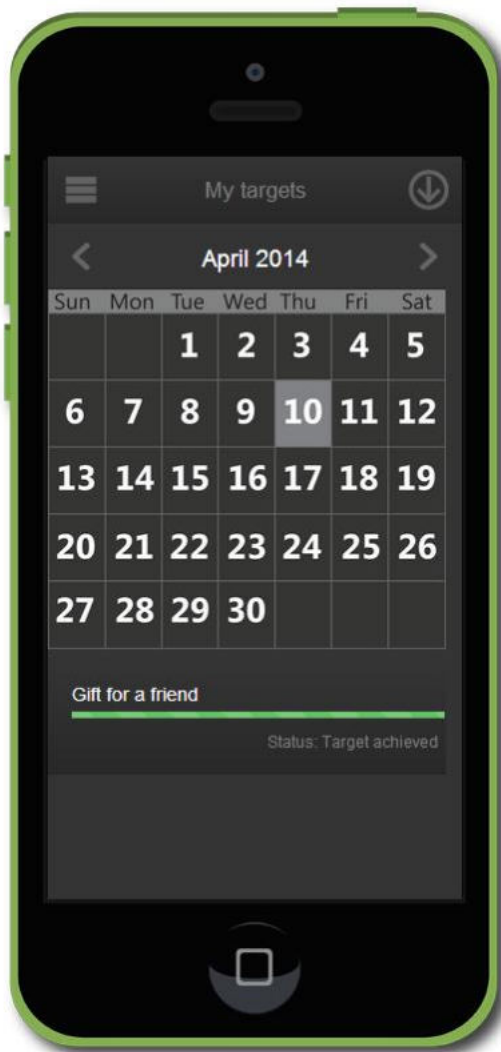 My targets
April 2014
Sun Mon Tue Wed Thu Fri Sat
1 2 3 4 5
6 7 8 9 10 11 12
13 14 15 16 17 18 19
20 21 22 23 24 25 26
27 28 29 30
Gift for a friend
Status: Target achieved